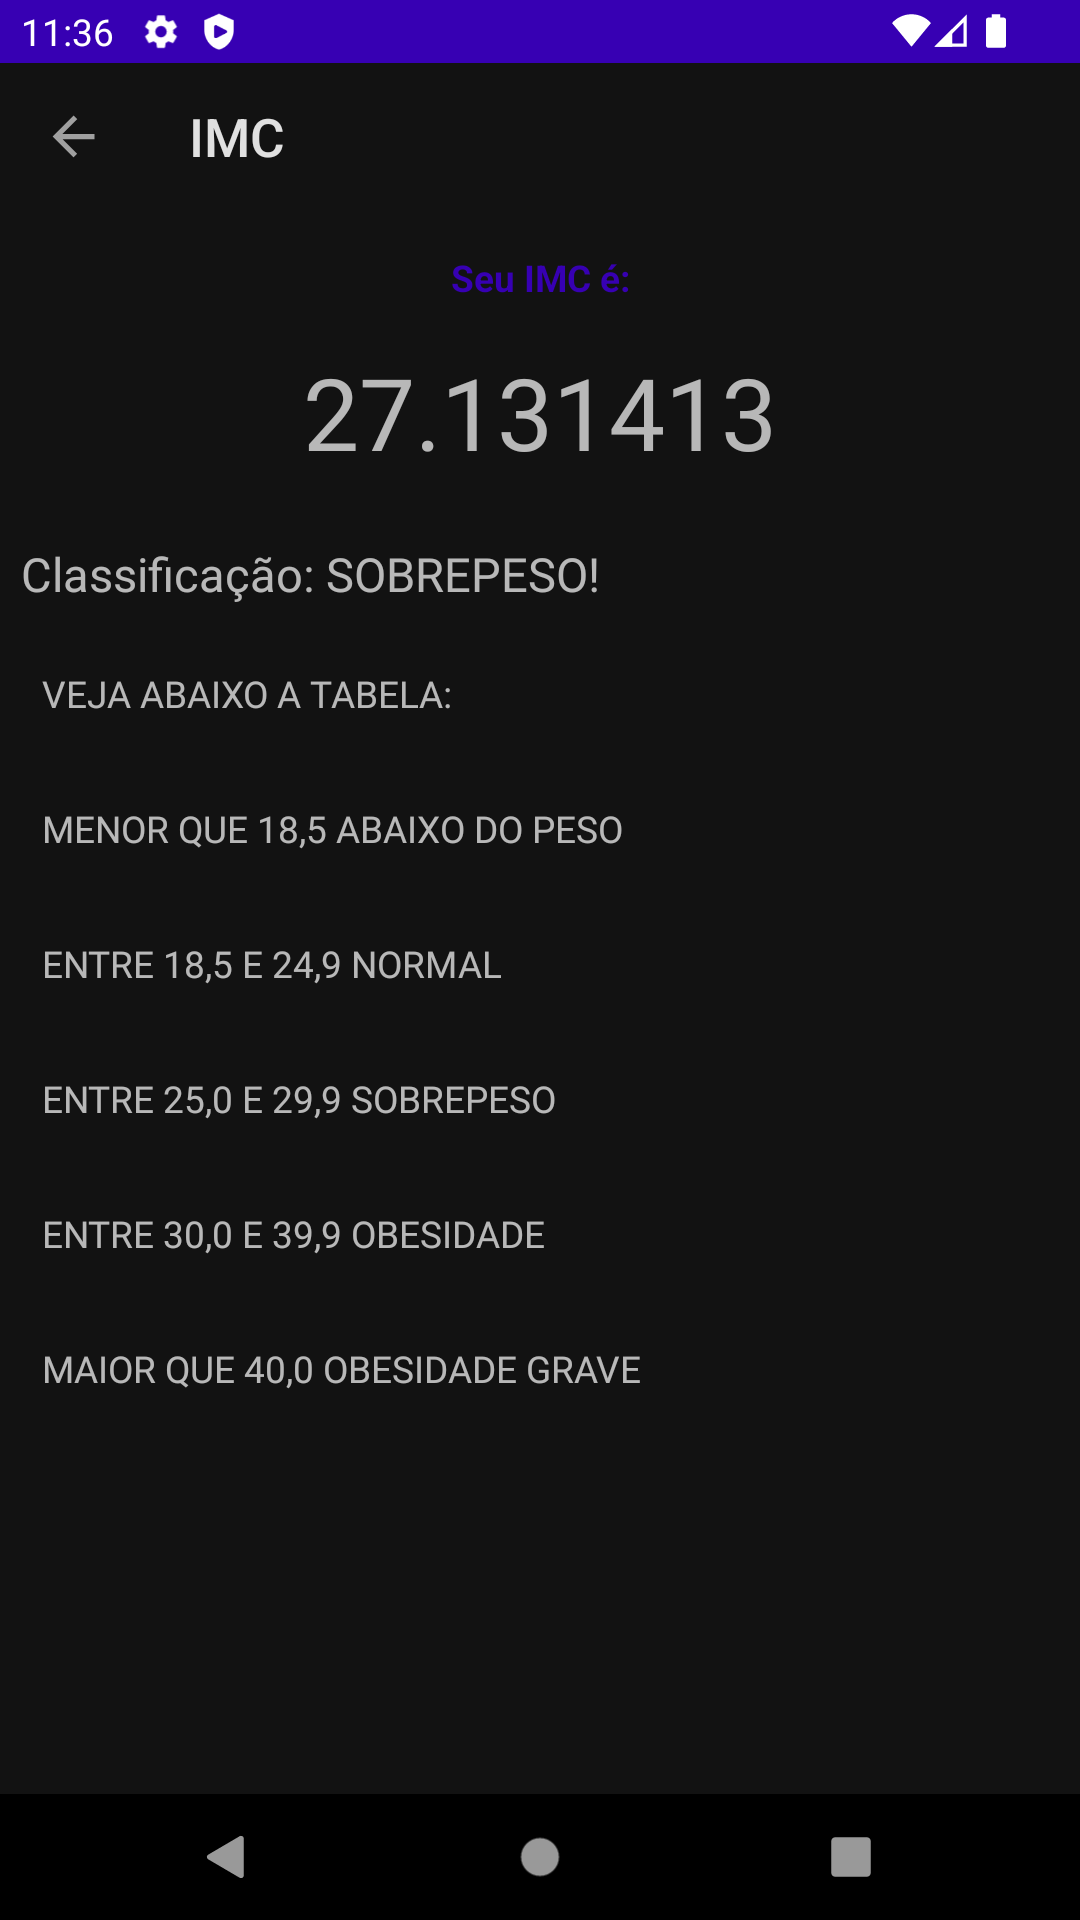 11:36
IMC
Seu IMC é:
27.131413
Classificação: SOBREPESO!
VEJA ABAIXO A TABELA:
MENOR QUE 18,5 ABAIXO DO PESO
ENTRE 18,5 E 24,9 NORMAL
ENTRE 25,0 E 29,9 SOBREPESO
ENTRE 30,0 E 39,9 OBESIDADE
MAIOR QUE 40,0 OBESIDADE GRAVE